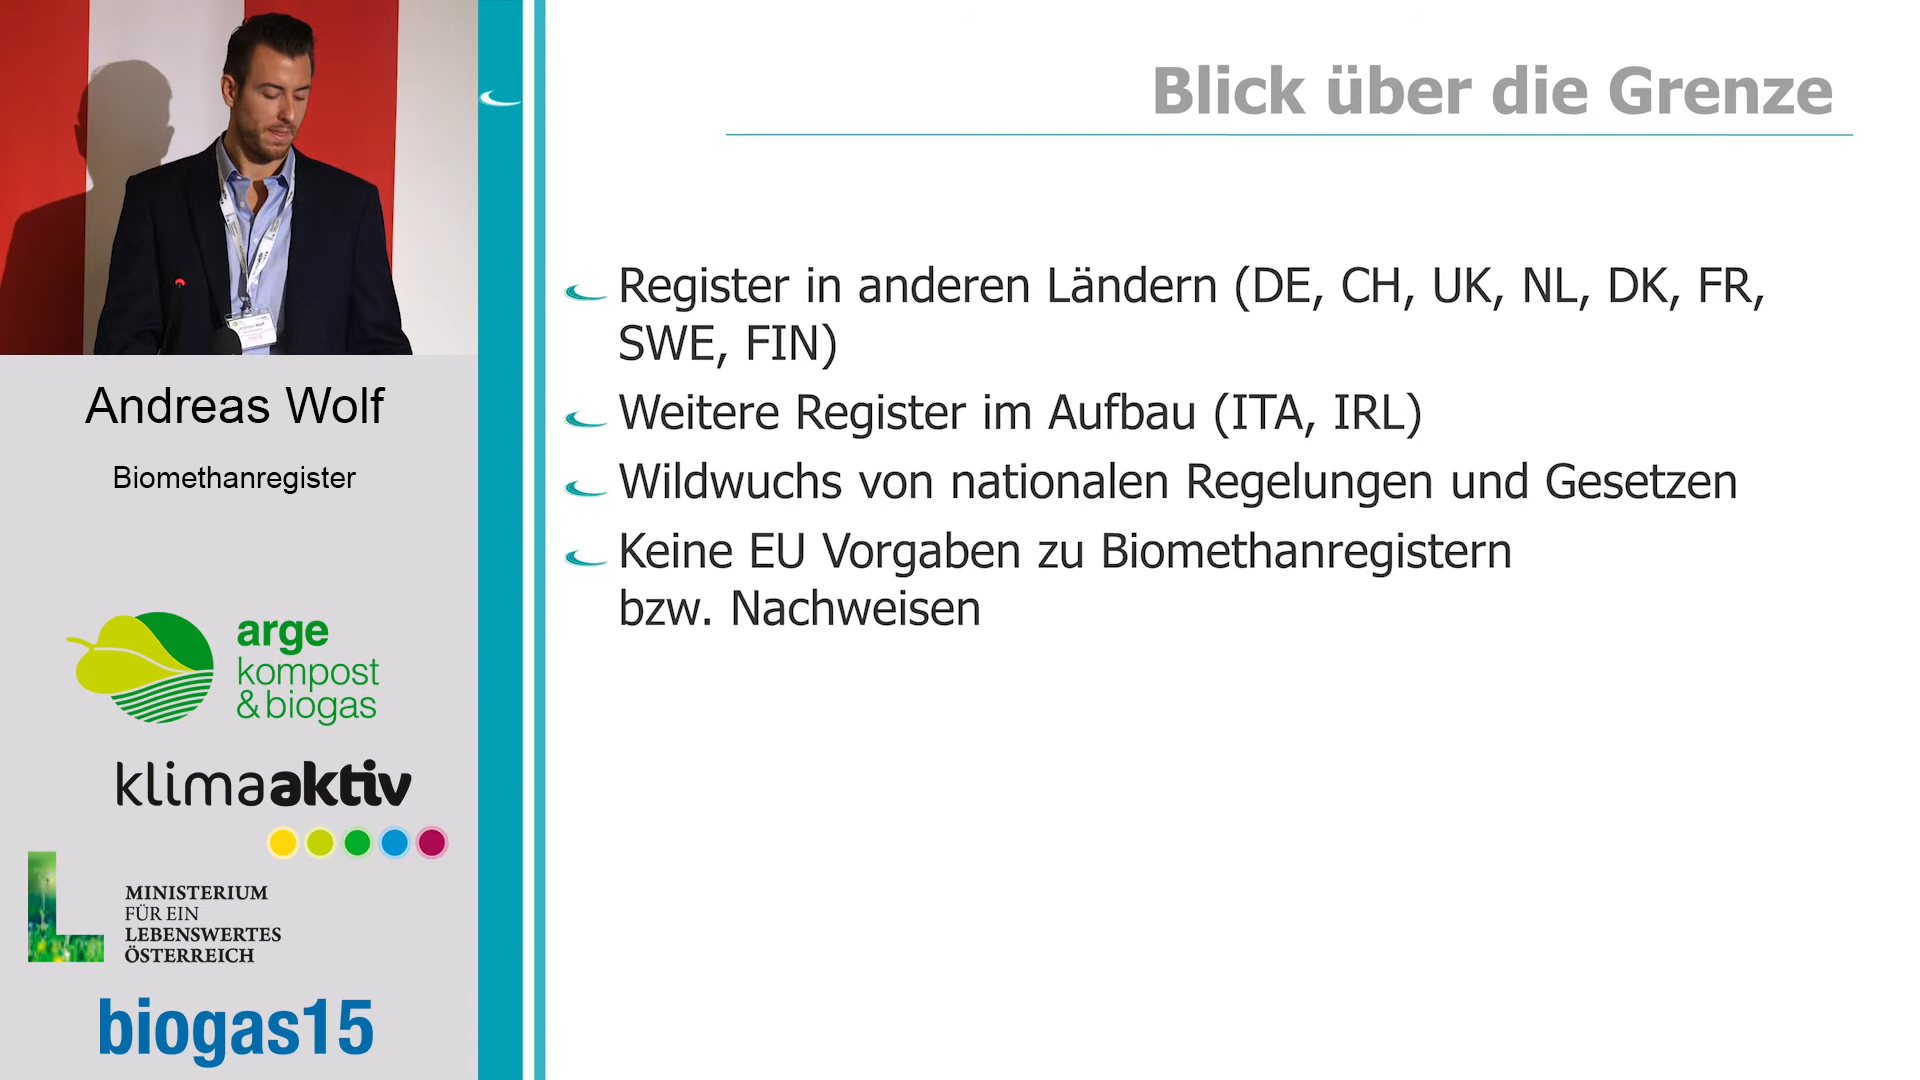 Blick über die Grenze
Register in anderen Ländern (DE, CH, UK, NL, DK, FR,
SWE, FIN)
Weitere Register im Aufbau (ITA, IRL)
Wildwuchs von nationalen Regelungen und Gesetzen
Keine EU Vorgaben zu Biomethanregistern
bzw. Nachweisen
Andreas Wolf
Biomethanregister
arge
kompost
& biogas
klimaaktiv
MINISTERIUM
FÜR EIN
LEBENSWERTES
ÖSTERREICH
biogas15